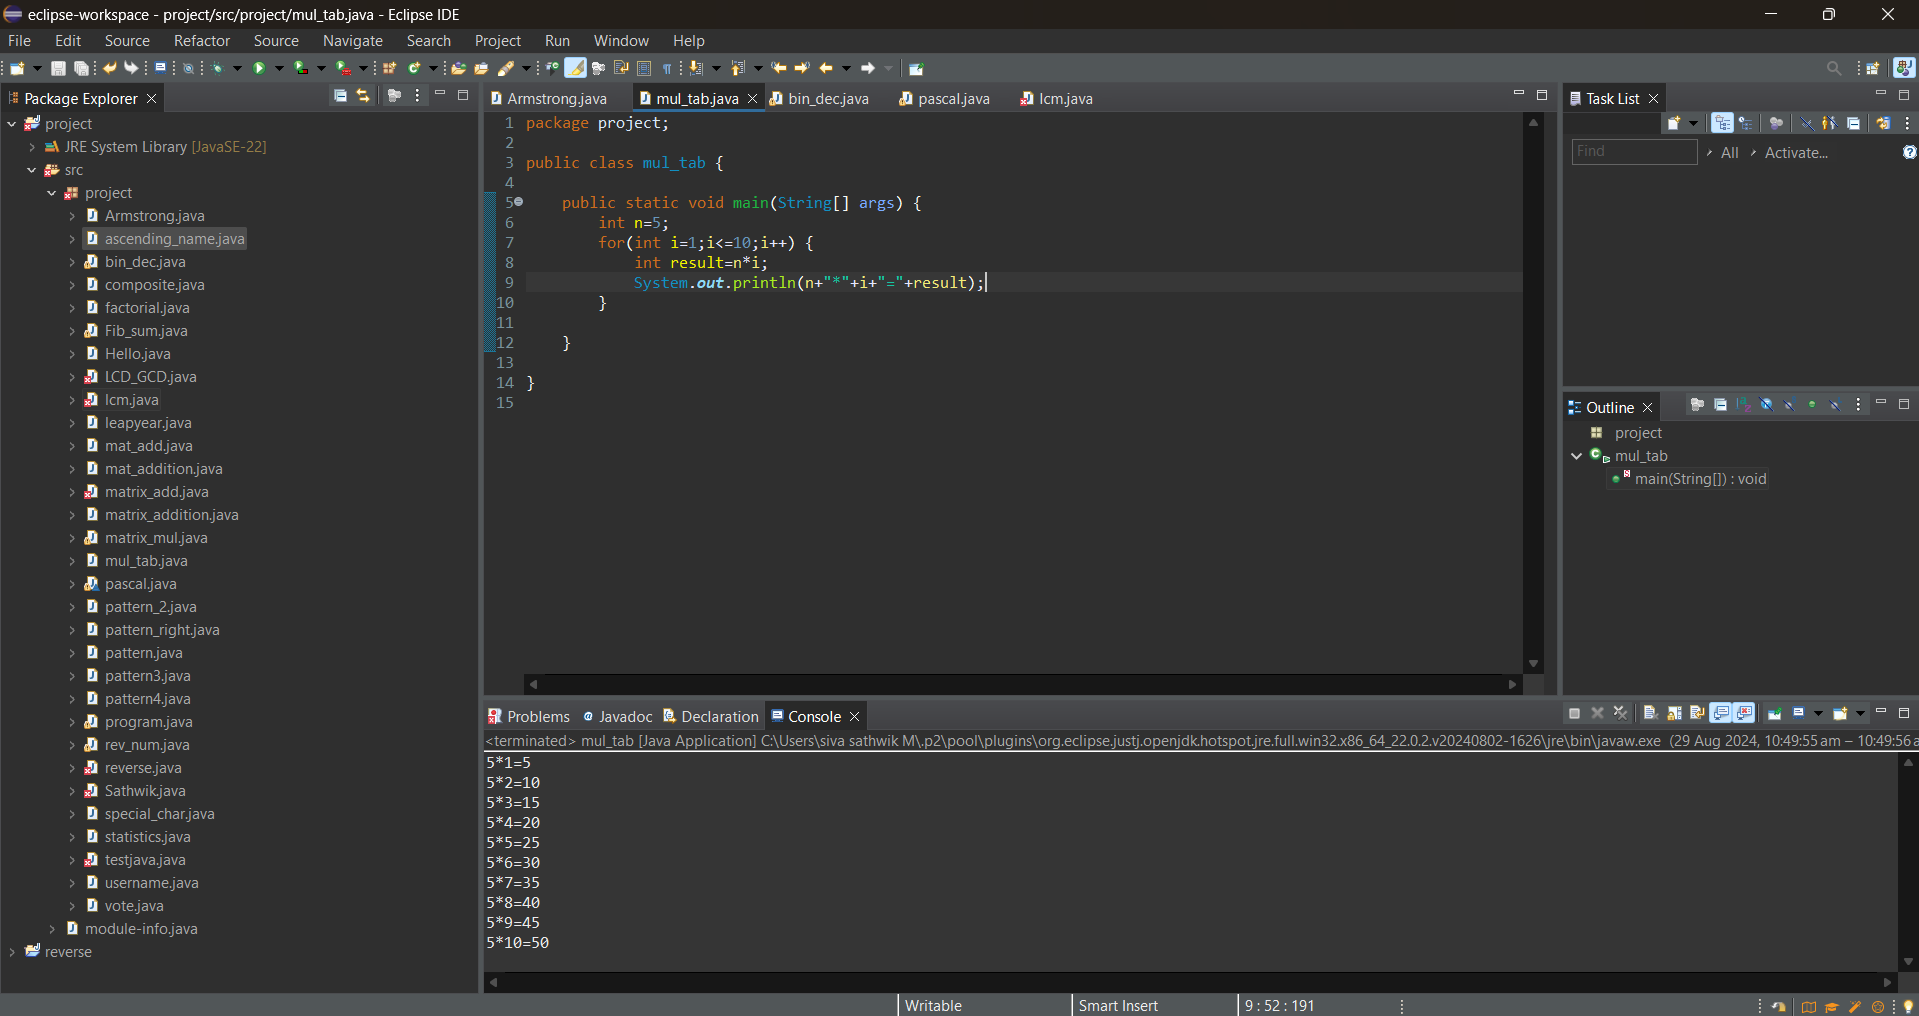 eclipse-workspace - project/src/project/mul_tab.java - Eclipse IDE
File Edit Source Refactor Source Navigate Search Project Run Window Help
Package Explorer
project
JRE System Library [JavaSE-22]
src
project
Armstrong.java
ascending_name.java
bin_dec.java
composite.java
factorial.java
Fib_sum.java
Hello.java
LCD_GCD.java
lcm.java
leapyear.java
mat_add.java
mat_addition.java
matrix_add.java
matrix_addition.java
matrix_mul.java
mul_tab.java
pascal.java
pattern_2.java
pattern_right.java
pattern.java
pattern3.java
pattern4.java
program.java
rev_num.java
reverse.java
Sathwik.java
special_char.java
statistics.java
testjava.java
username.java
vote.java
module-info.java
reverse
Armstrong.java mul_tab.java bin_dec.java pascal.java lcm.java
1 package project;
2
3 public class mul_tab {
4
5 public static void main(String[] args) {
6 int n=5;
7 for(int i=1;i<=10;i++) {
8 int result=n*i;
9 System.out.println(n+"*"+i+"="+result);
10 }
11
12 }
13
14 }
15
Task List
Find All Activate...
Outline
project
mul_tab
main(String[]) : void
Problems Javadoc Declaration Console
<terminated> mul_tab [Java Application] C:\Users\siva sathwik M\.p2\pool\plugins\org.eclipse.justj.openjdk.hotspot.jre.full.win32.x86_64_22.0.2.v20240802-1626\jre\bin\javaw.exe (29 Aug 2024, 10:49:55 am – 10:49:56 a
5*1=5
5*2=10
5*3=15
5*4=20
5*5=25
5*6=30
5*7=35
5*8=40
5*9=45
5*10=50
Writable Smart Insert 9 : 52 : 191